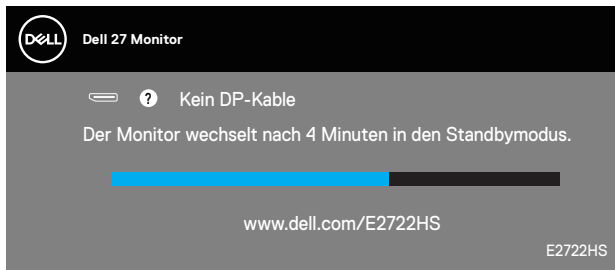 DELL
Dell 27 Monitor
? Kein DP-Kable
Der Monitor wechselt nach 4 Minuten in den Standbymodus.
www.dell.com/E2722HS
E2722HS